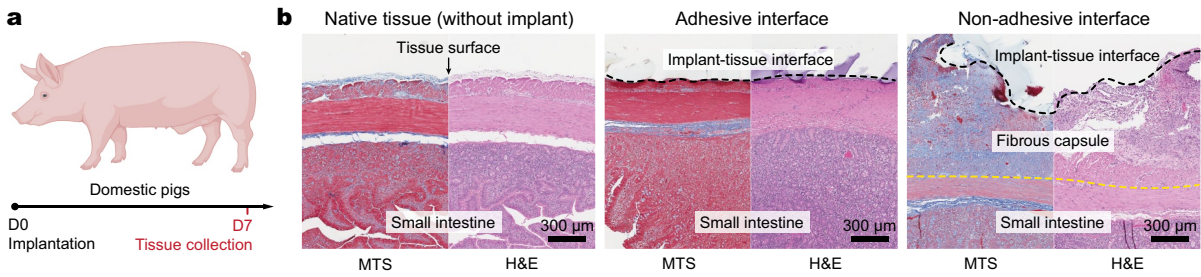 a
Domestic pigs
D0
D7
Implantation
Tissue collection
b
Native tissue (without implant)
Tissue surface
Small intestine
300 µm
MTS
H&E
Adhesive interface
Implant-tissue interface
Small intestine
300 µm
MTS
H&E
Non-adhesive interface
Implant-tissue interface
Fibrous capsule
Small intestine
300 µm
MTS
H&E